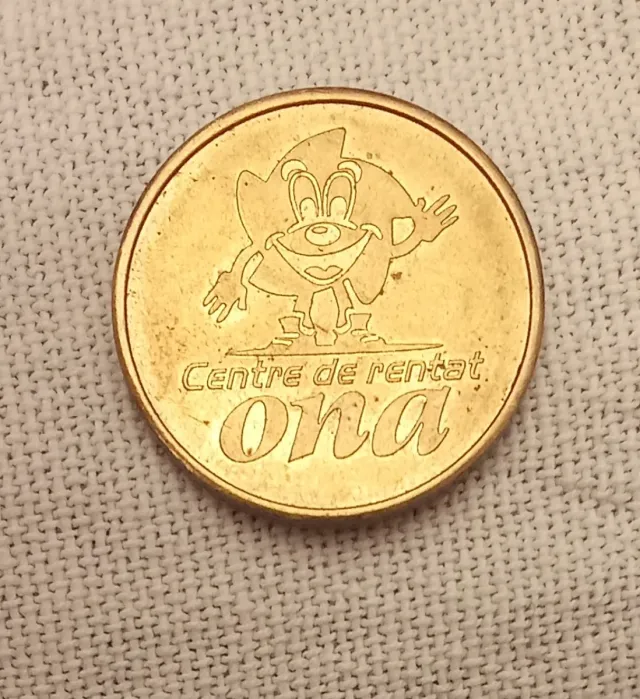 Centre de rentat
ona